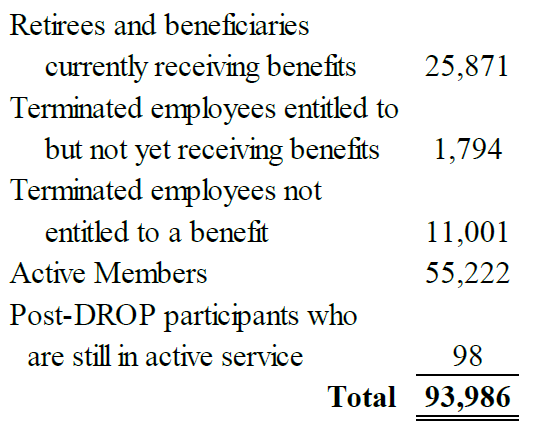 Retirees and beneficiaries
currently receiving benefits 25,871
Terminated employees entitled to
but not yet receiving benefits 1,794
Terminated employees not
entitled to a benefit 11,001
Active Members 55,222
Post-DROP participants who
are still in active service 98
Total 93,986